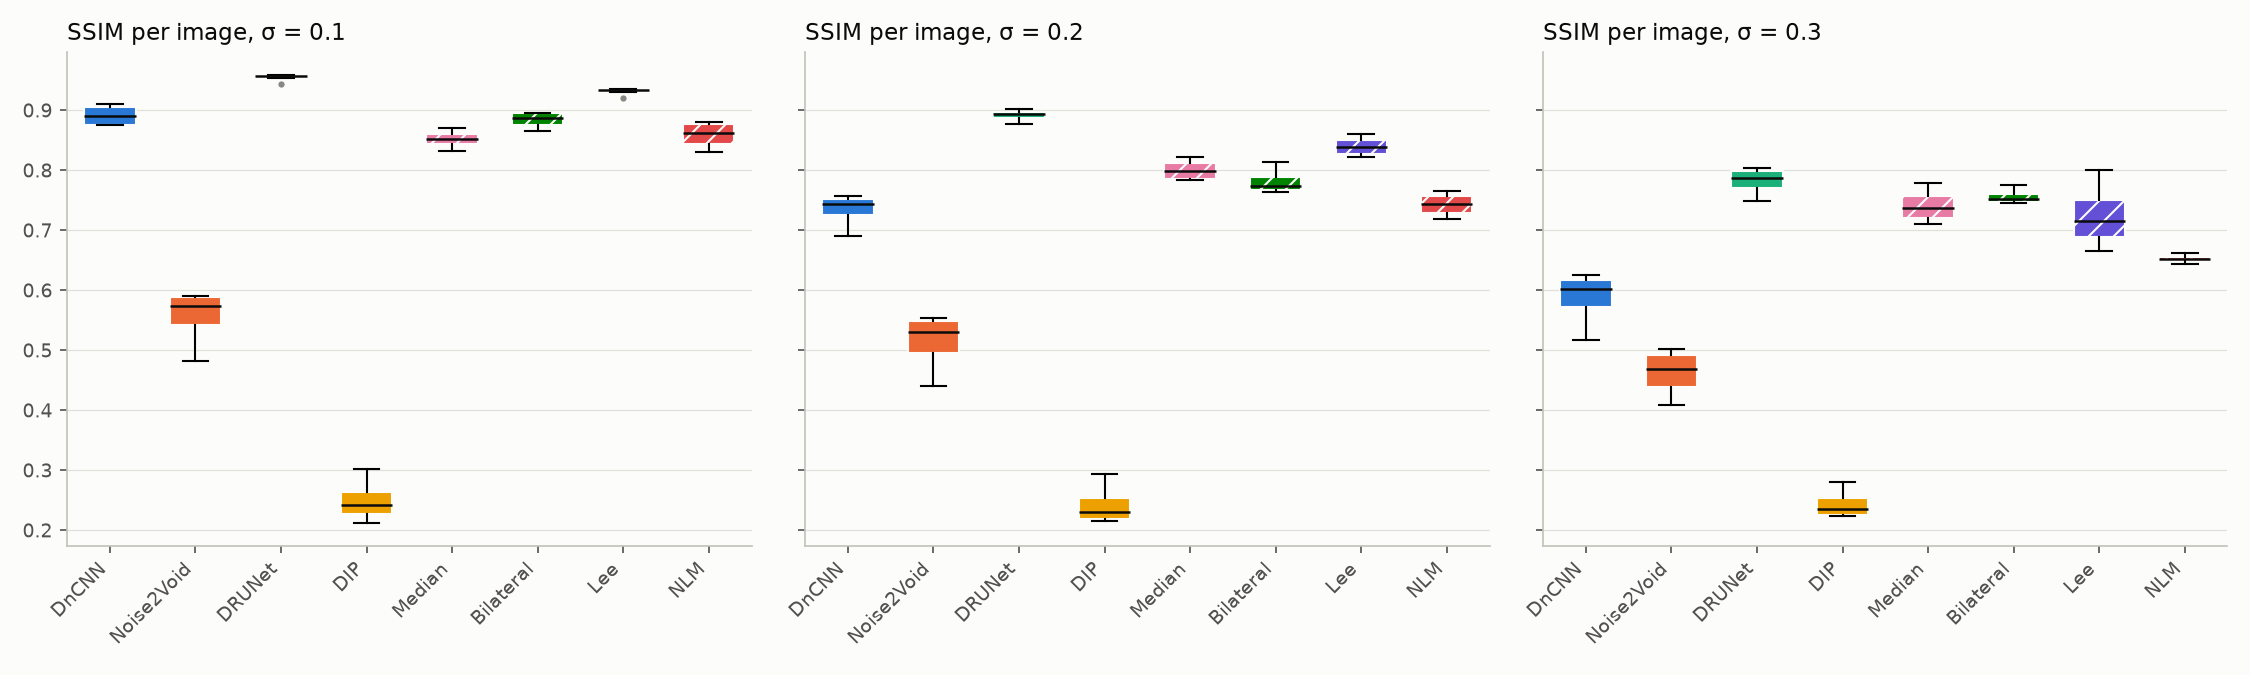 SSIM per image, σ = 0.1
SSIM per image, σ = 0.2
SSIM per image, σ = 0.3
0.9
0.8
0.7
0.6
0.5
0.4
0.3
0.2
DnCNN
Noise2Void
DRUNet
DIP
Median
Bilateral
Lee
NLM
DnCNN
Noise2Void
DRUNet
DIP
Median
Bilateral
Lee
NLM
DnCNN
Noise2Void
DRUNet
DIP
Median
Bilateral
Lee
NLM